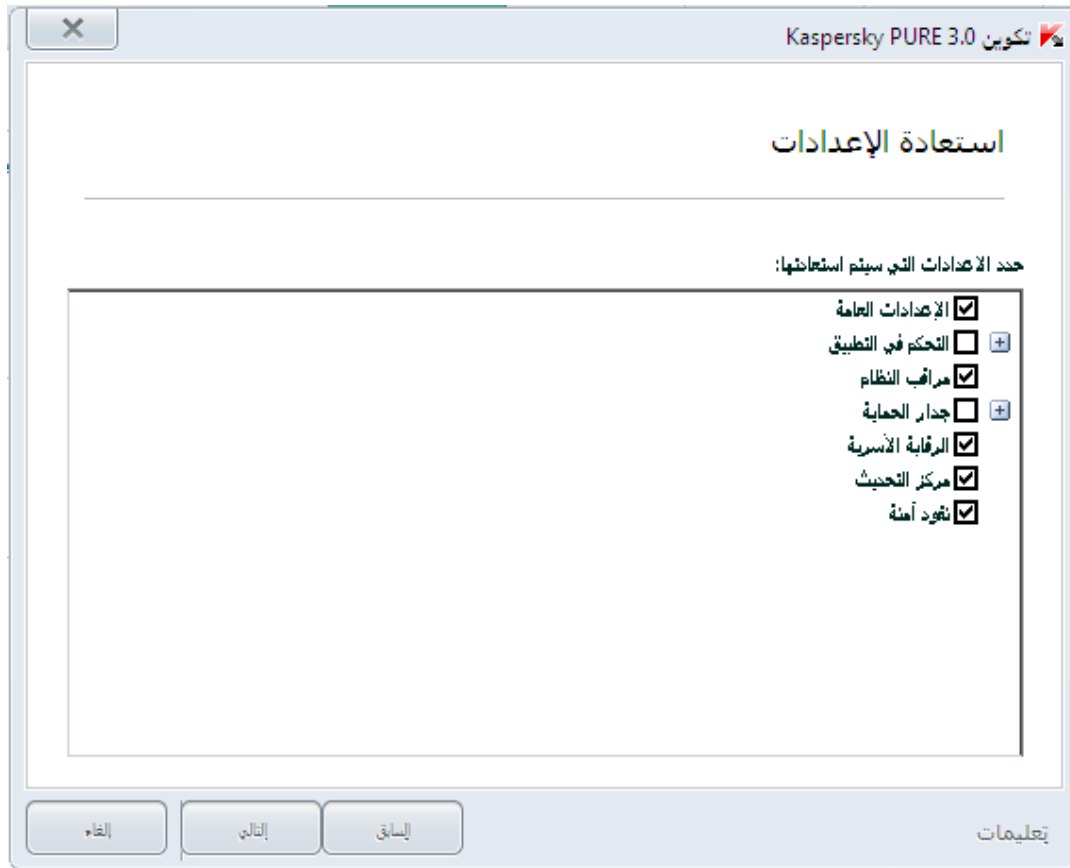 تكوين Kaspersky PURE 3.0
استعادة الإعدادات
حدد الاعدادات التي سيتم استعادتها:
الإعدادات العامة
التحكم في التطبيق
مراقب النظام
جدار الحماية
الرقابة الأسرية
مركز التحديث
نقود آمنة
تعليمات
السابق
التالي
إلغاء